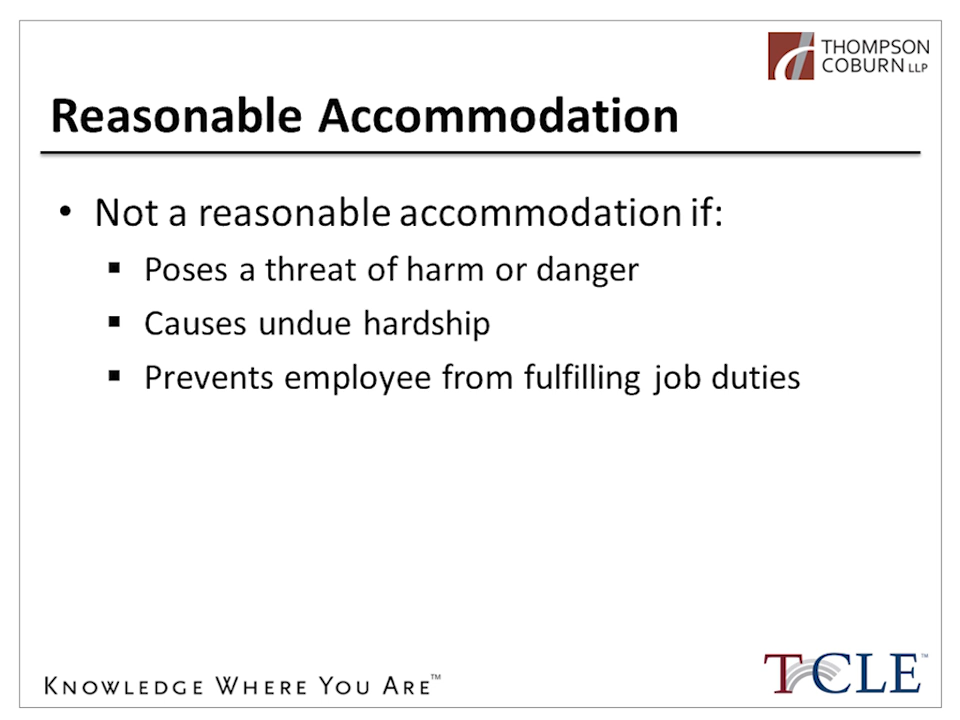 THOMPSON
COBURN LLP
Reasonable Accommodation
• Not a reasonable accommodation if:
▪ Poses a threat of harm or danger
▪ Causes undue hardship
▪ Prevents employee from fulfilling job duties
KNOWLEDGE WHERE YOU ARE™
TCLE™